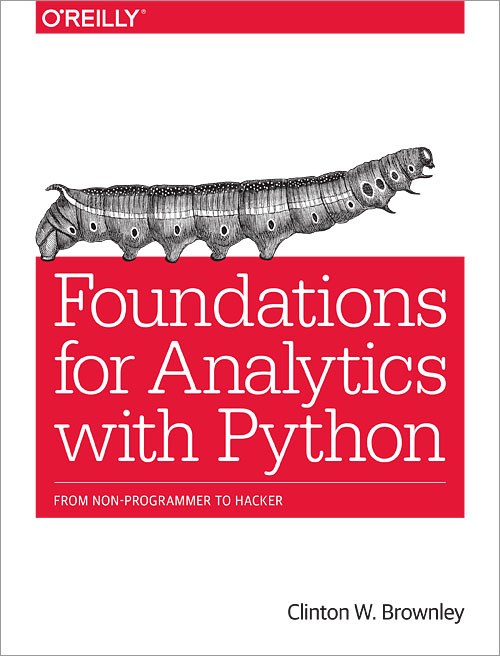 O'REILLY®
Foundations
for Analytics
with Python
FROM NON-PROGRAMMER TO HACKER
Clinton W. Brownley